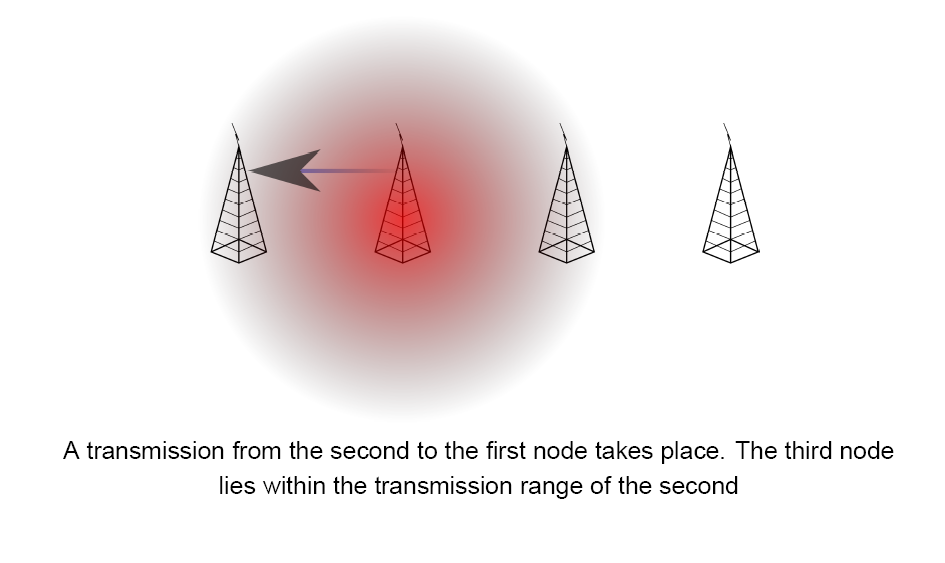 A transmission from the second to the first node takes place. The third node
lies within the transmission range of the second